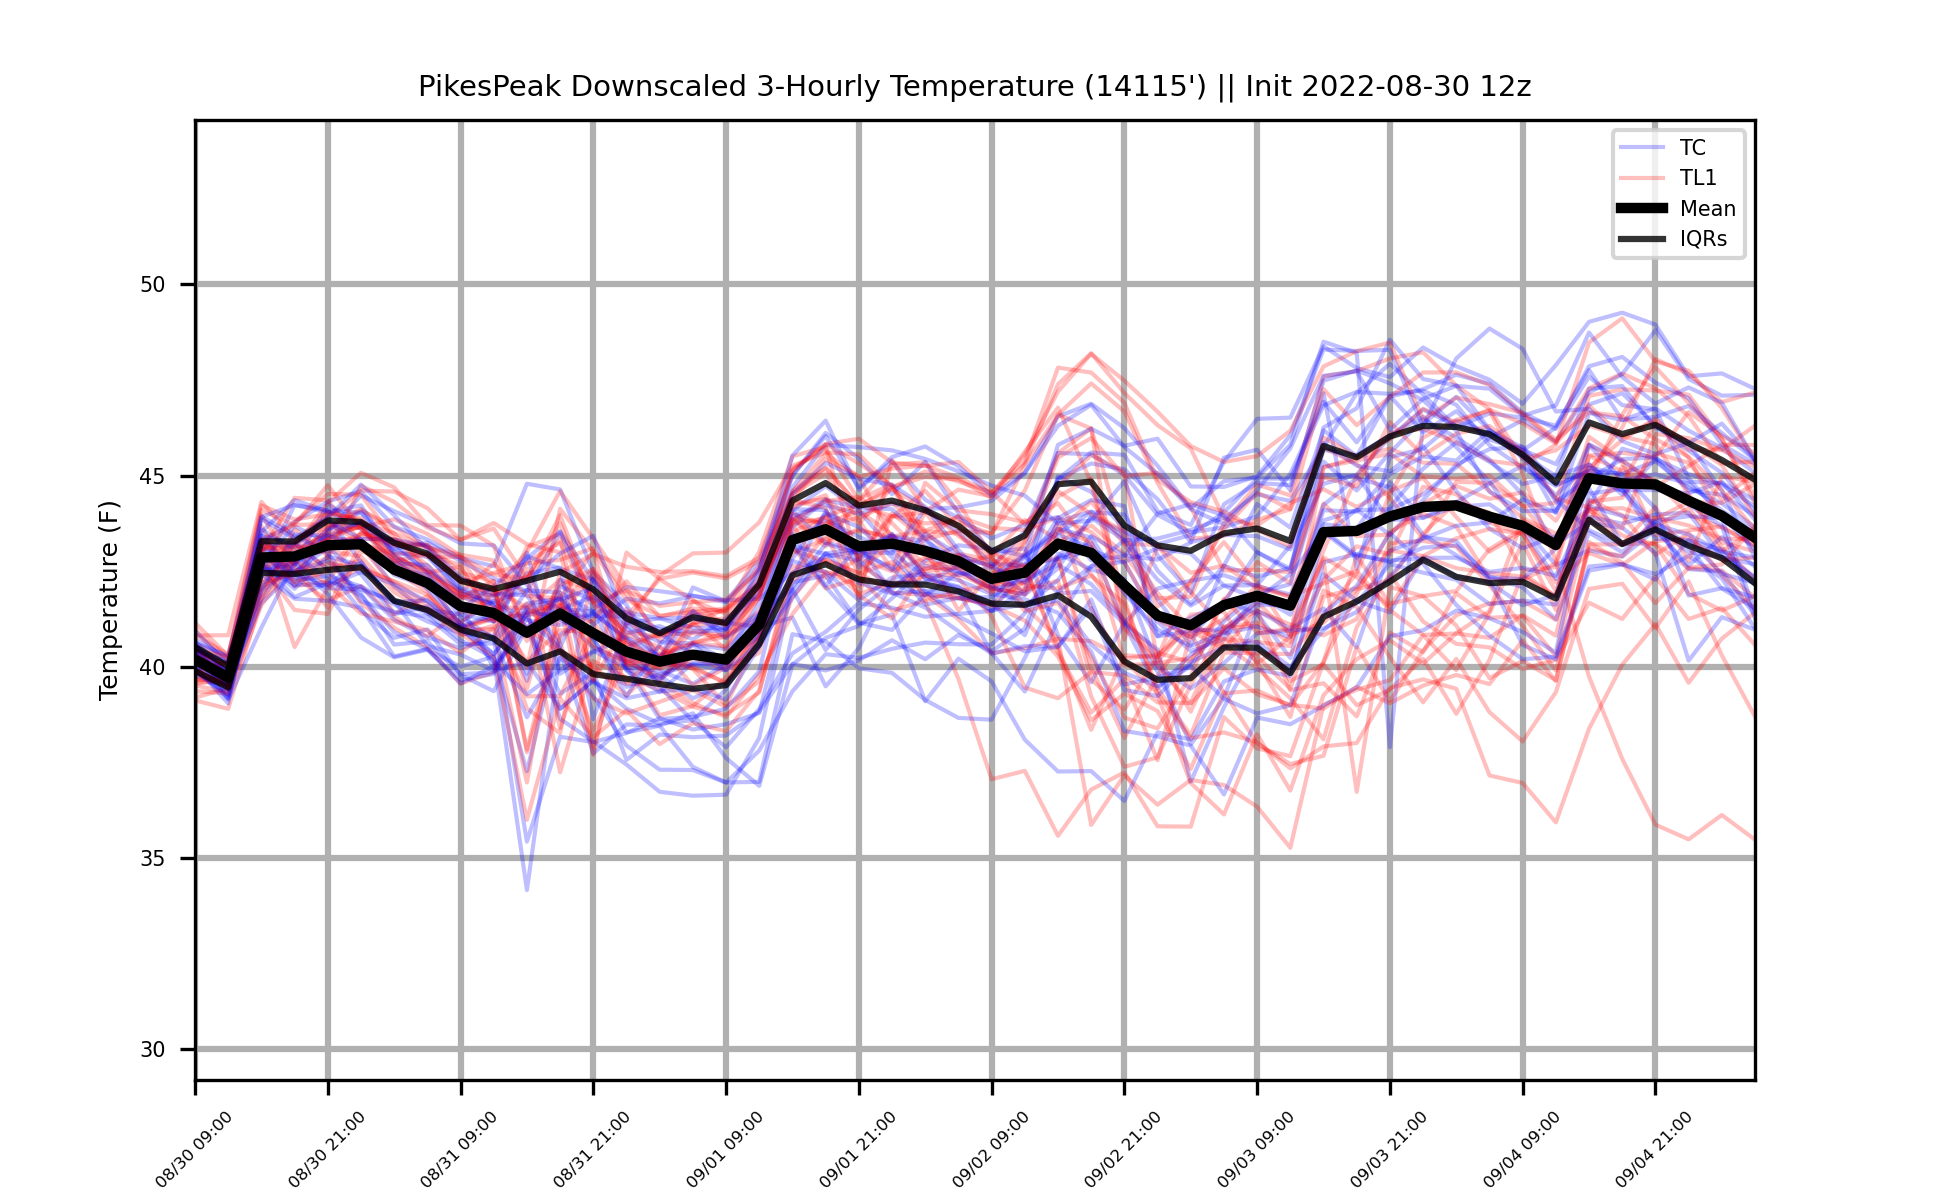 PikesPeak Downscaled 3-Hourly Temperature (14115') || Init 2022-08-30 12z
TC
TL1
Mean
IQRs
Temperature (F)
50
45
40
35
30
08/30 09:00
08/30 21:00
08/31 09:00
08/31 21:00
09/01 09:00
09/01 21:00
09/02 09:00
09/02 21:00
09/03 09:00
09/03 21:00
09/04 09:00
09/04 21:00